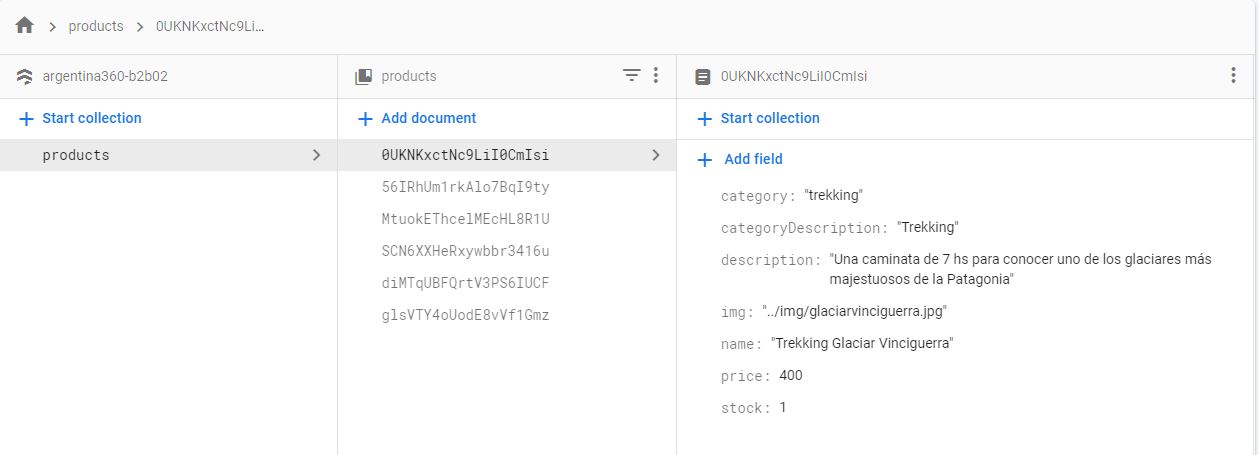 products
0UKNKxctNc9Li...
argentina360-b2b02
products
0UKNKxctNc9LiI0CmIsi
Start collection
Add document
Start collection
products
0UKNKxctNc9LiI0CmIsi
56IRhUm1rkAlo7BqI9ty
MtuokEThcelMEcHL8R1U
SCN6XXHeRxywbbr3416u
diMTqUBFQrtV3PS6IUCF
glsVTY4oUodE8vVf1Gmz
Add field
category: "trekking"
categoryDescription: "Trekking"
description: "Una caminata de 7 hs para conocer uno de los glaciares más
majestuosos de la Patagonia"
img: "../img/glaciarvinciguerra.jpg"
name: "Trekking Glaciar Vinciguerra"
price: 400
stock: 1